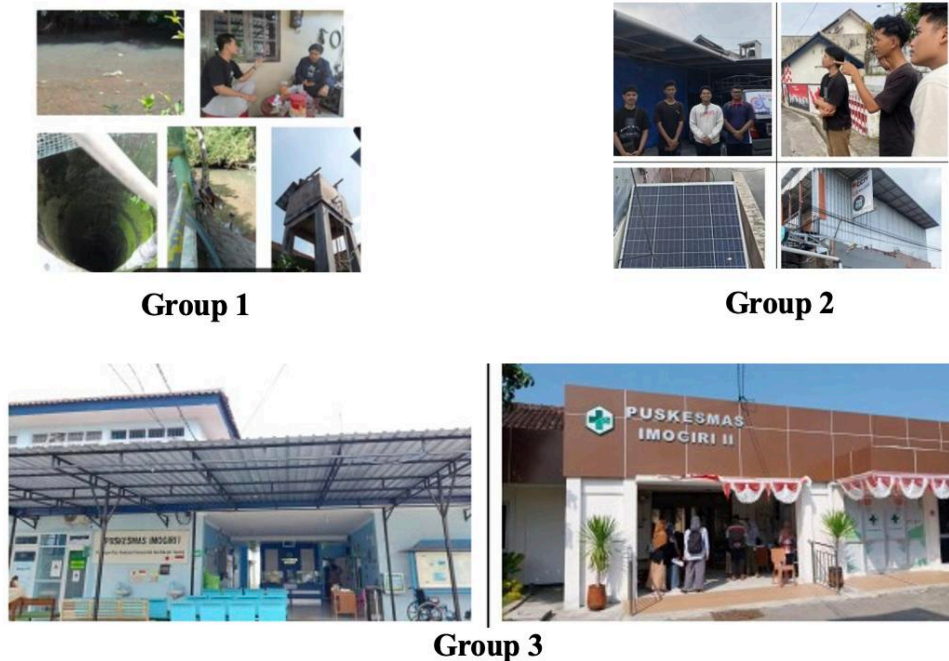 Group 1
Group 2
PUSKESMAS IMOGIRI I
PUSKESMAS
IMOGIRI II
Group 3